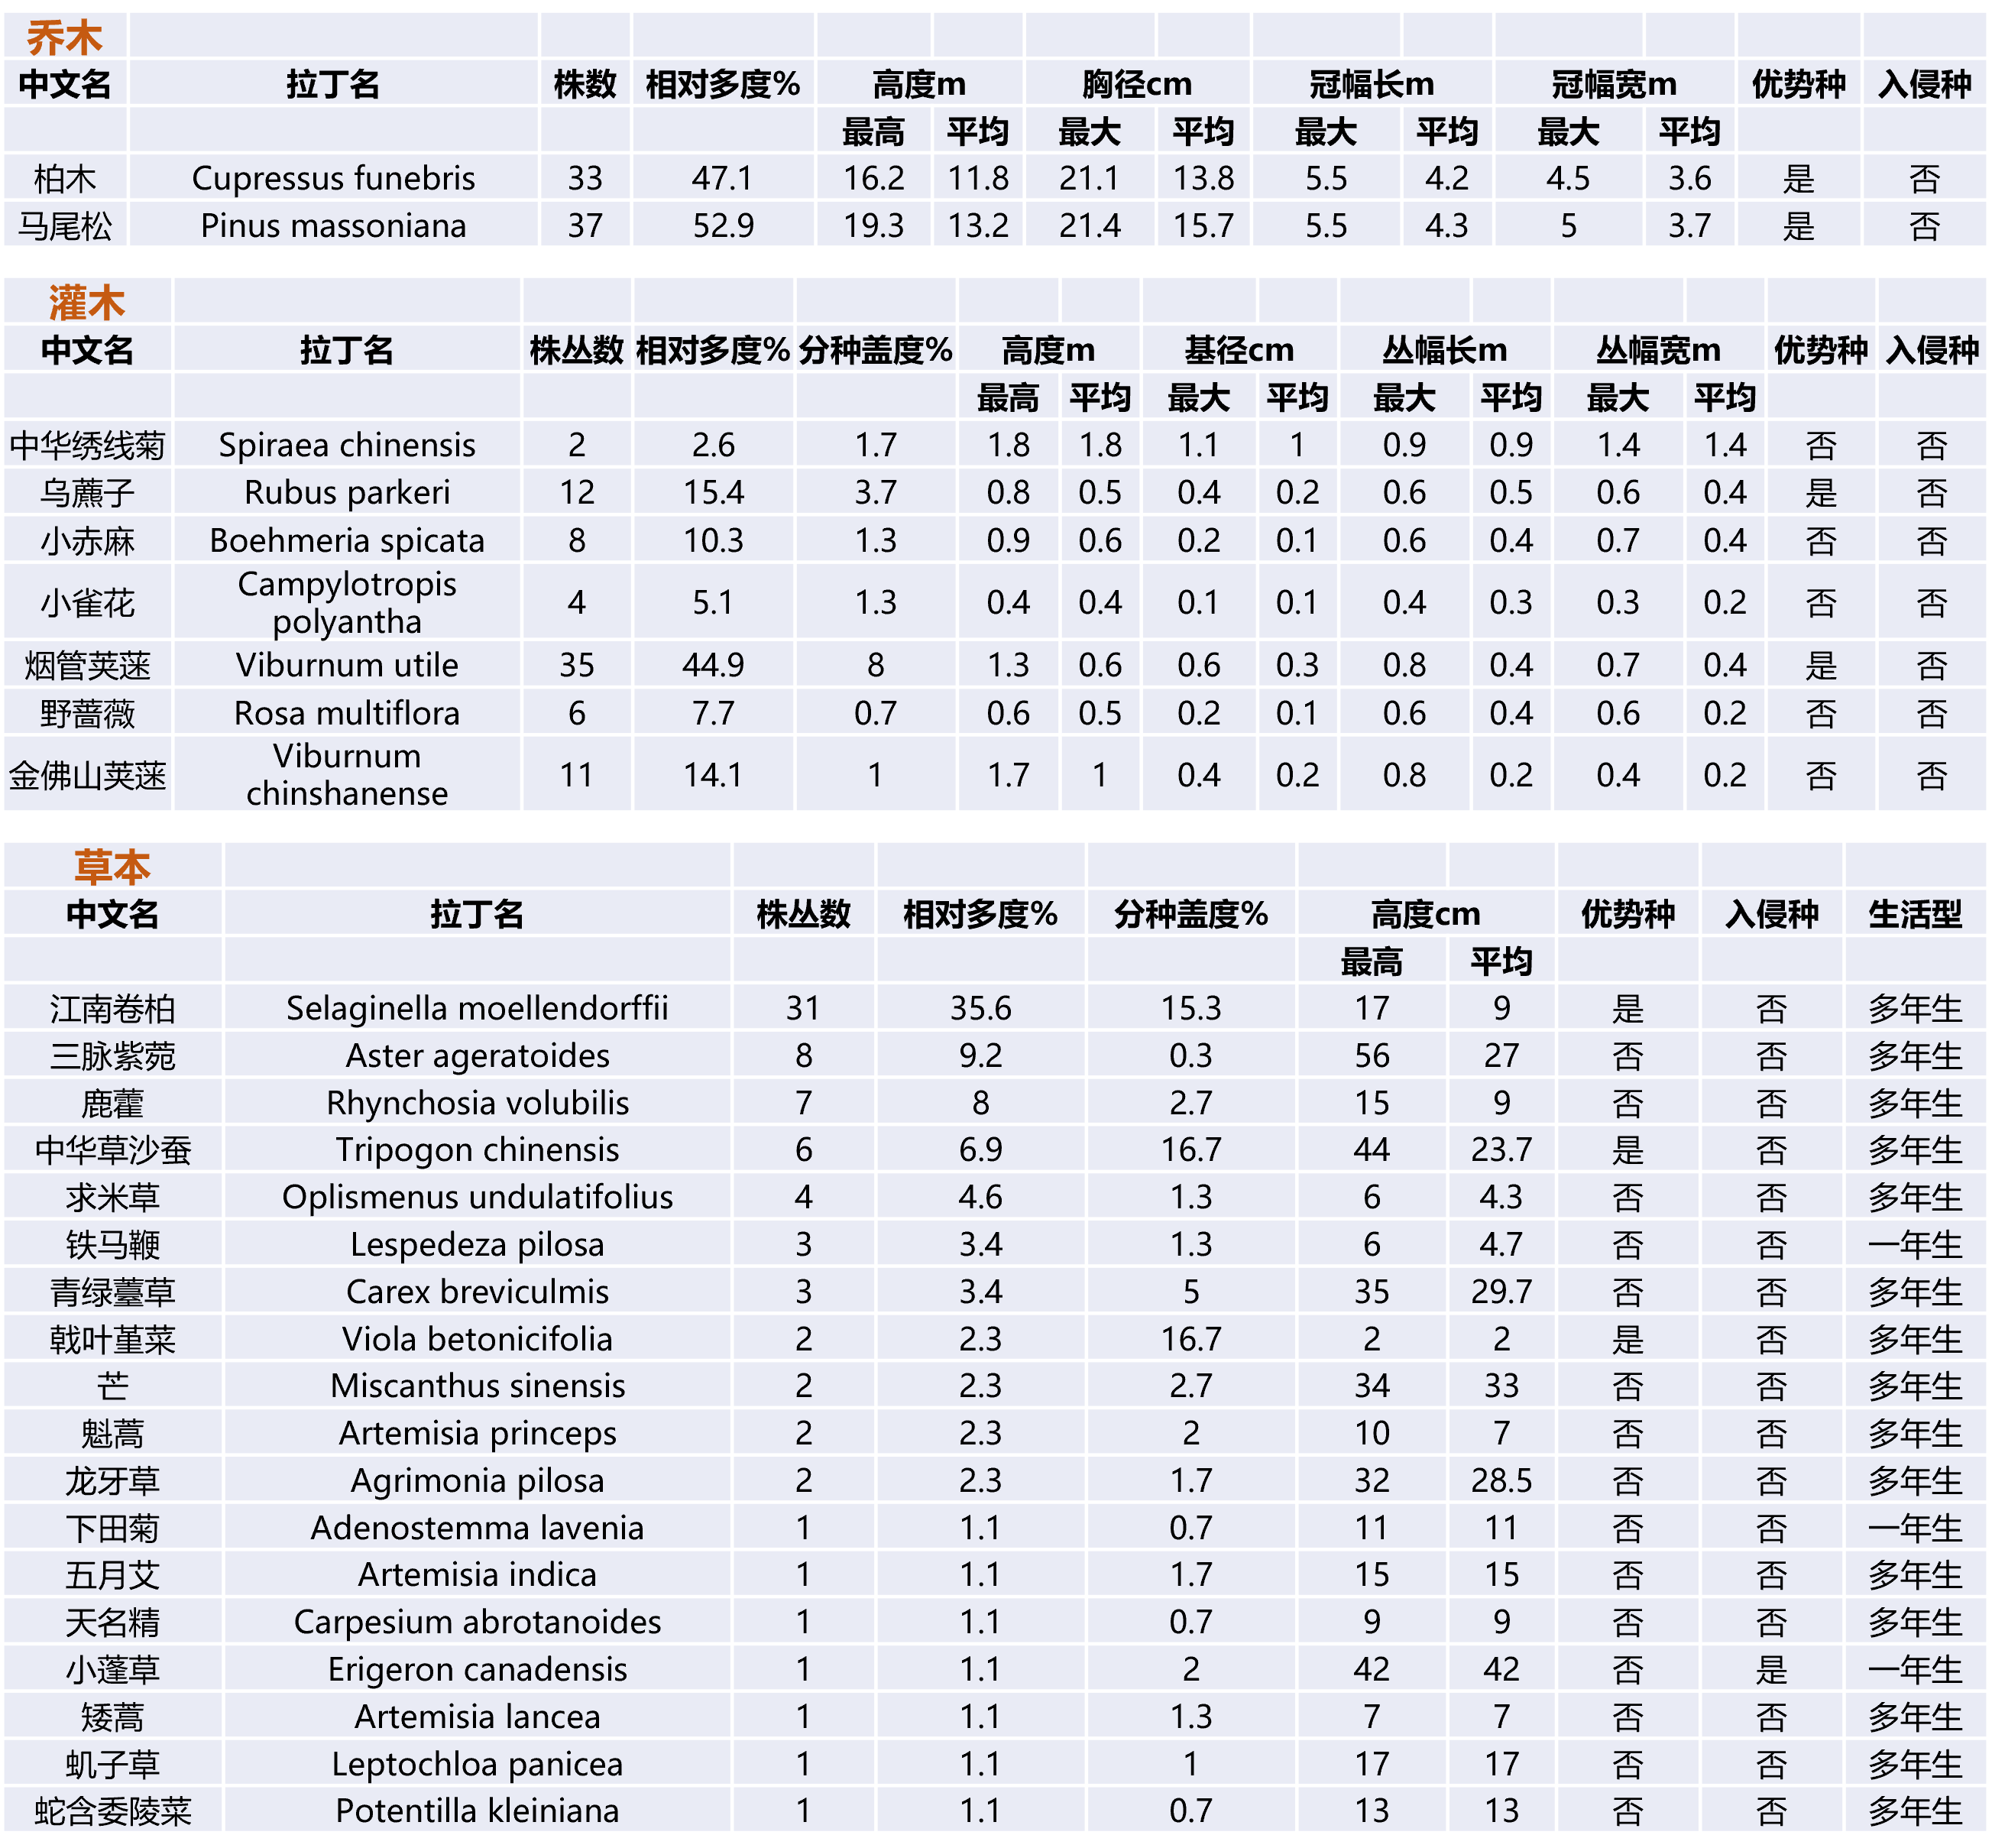 乔木
中文名 拉丁名 株数 相对多度% 高度m 胸径cm 冠幅长m 冠幅宽m 优势种 入侵种
最高 平均 最大 平均 最大 平均 最大 平均
柏木 Cupressus funebris 33 47.1 16.2 11.8 21.1 13.8 5.5 4.2 4.5 3.6 是 否
马尾松 Pinus massoniana 37 52.9 19.3 13.2 21.4 15.7 5.5 4.3 5 3.7 是 否
灌木
中文名 拉丁名 株丛数 相对多度% 分种盖度% 高度m 基径cm 丛幅长m 丛幅宽m 优势种 入侵种
最高 平均 最大 平均 最大 平均 最大 平均
中华绣线菊 Spiraea chinensis 2 2.6 1.7 1.8 1.8 1.1 1 0.9 0.9 1.4 1.4 否 否
乌藨子 Rubus parkeri 12 15.4 3.7 0.8 0.5 0.4 0.2 0.6 0.5 0.6 0.4 是 否
小赤麻 Boehmeria spicata 8 10.3 1.3 0.9 0.6 0.2 0.1 0.6 0.4 0.7 0.4 否 否
小雀花 Campylotropis polyantha 4 5.1 1.3 0.4 0.4 0.1 0.1 0.4 0.3 0.3 0.2 否 否
烟管荚蒾 Viburnum utile 35 44.9 8 1.3 0.6 0.6 0.3 0.8 0.4 0.7 0.4 是 否
野蔷薇 Rosa multiflora 6 7.7 0.7 0.6 0.5 0.2 0.1 0.6 0.4 0.6 0.2 否 否
金佛山荚蒾 Viburnum chinshanense 11 14.1 1 1.7 1 0.4 0.2 0.8 0.2 0.4 0.2 否 否
草本
中文名 拉丁名 株丛数 相对多度% 分种盖度% 高度cm 优势种 入侵种 生活型
最高 平均
江南卷柏 Selaginella moellendorffii 31 35.6 15.3 17 9 是 否 多年生
三脉紫菀 Aster ageratoides 8 9.2 0.3 56 27 否 否 多年生
鹿藿 Rhynchosia volubilis 7 8 2.7 15 9 否 否 多年生
中华草沙蚕 Tripogon chinensis 6 6.9 16.7 44 23.7 是 否 多年生
求米草 Oplismenus undulatifolius 4 4.6 1.3 6 4.3 否 否 多年生
铁马鞭 Lespedeza pilosa 3 3.4 1.3 6 4.7 否 否 一年生
青绿薹草 Carex breviculmis 3 3.4 5 35 29.7 否 否 多年生
戟叶堇菜 Viola betonicifolia 2 2.3 16.7 2 2 是 否 多年生
芒 Miscanthus sinensis 2 2.3 2.7 34 33 否 否 多年生
魁蒿 Artemisia princeps 2 2.3 2 10 7 否 否 多年生
龙牙草 Agrimonia pilosa 2 2.3 1.7 32 28.5 否 否 多年生
下田菊 Adenostemma lavenia 1 1.1 0.7 11 11 否 否 一年生
五月艾 Artemisia indica 1 1.1 1.7 15 15 否 否 多年生
天名精 Carpesium abrotanoides 1 1.1 0.7 9 9 否 否 多年生
小蓬草 Erigeron canadensis 1 1.1 2 42 42 否 是 一年生
矮蒿 Artemisia lancea 1 1.1 1.3 7 7 否 否 多年生
虮子草 Leptochloa panicea 1 1.1 1 17 17 否 否 多年生
蛇含委陵菜 Potentilla kleiniana 1 1.1 0.7 13 13 否 否 多年生